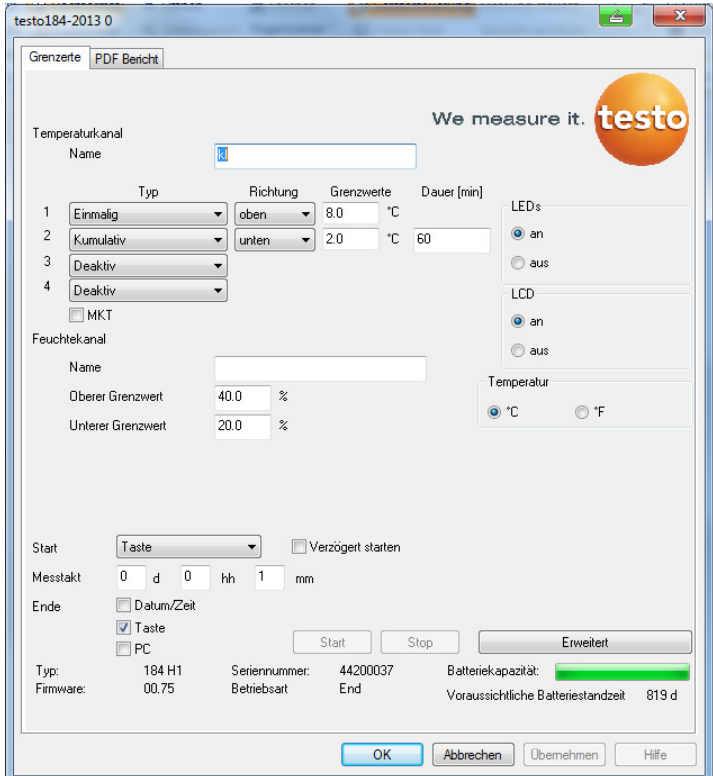 testo184-2013 0
Grenzerte PDF Bericht
We measure it. testo
Temperaturkanal
Name kl
Typ Richtung Grenzwerte Dauer [min]
1 Einmalig oben 8.0 °C
2 Kumulativ unten 2.0 °C 60
3 Deaktiv
4 Deaktiv
MKT
LEDs
an
aus
LCD
an
aus
Feuchtekanal
Name
Oberer Grenzwert 40.0 %
Unterer Grenzwert 20.0 %
Temperatur
°C °F
Start Taste Verzögert starten
Messtakt 0 d 0 hh 1 mm
Ende Datum/Zeit
Taste
PC Start Stop Erweitert
Typ: 184 H1 Seriennummer: 44200037 Batteriekapazität:
Firmware: 00.75 Betriebsart End Voraussichtliche Batteriestandzeit 819 d
OK Abbrechen Übernehmen Hilfe